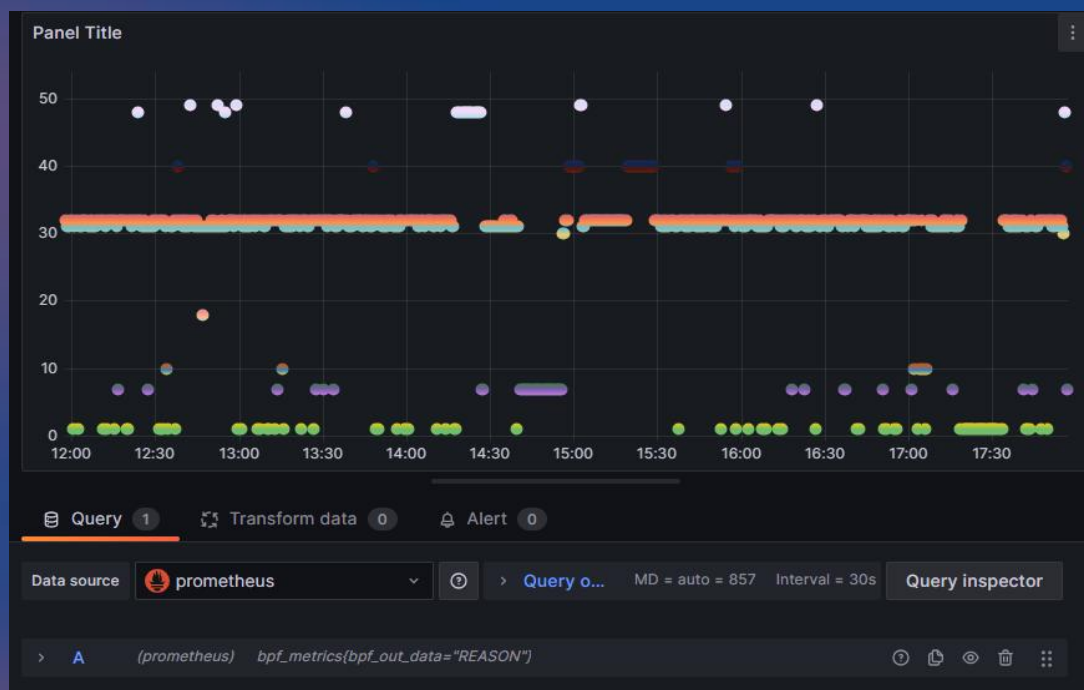 Panel Title
50
40
30
20
10
0
12:00 12:30 13:00 13:30 14:00 14:30 15:00 15:30 16:00 16:30 17:00 17:30
Query 1 Transform data 0 Alert 0
Data source prometheus Query o... MD = auto = 857 Interval = 30s Query inspector
A (prometheus) bpf_metrics{bpf_out_data="REASON"}